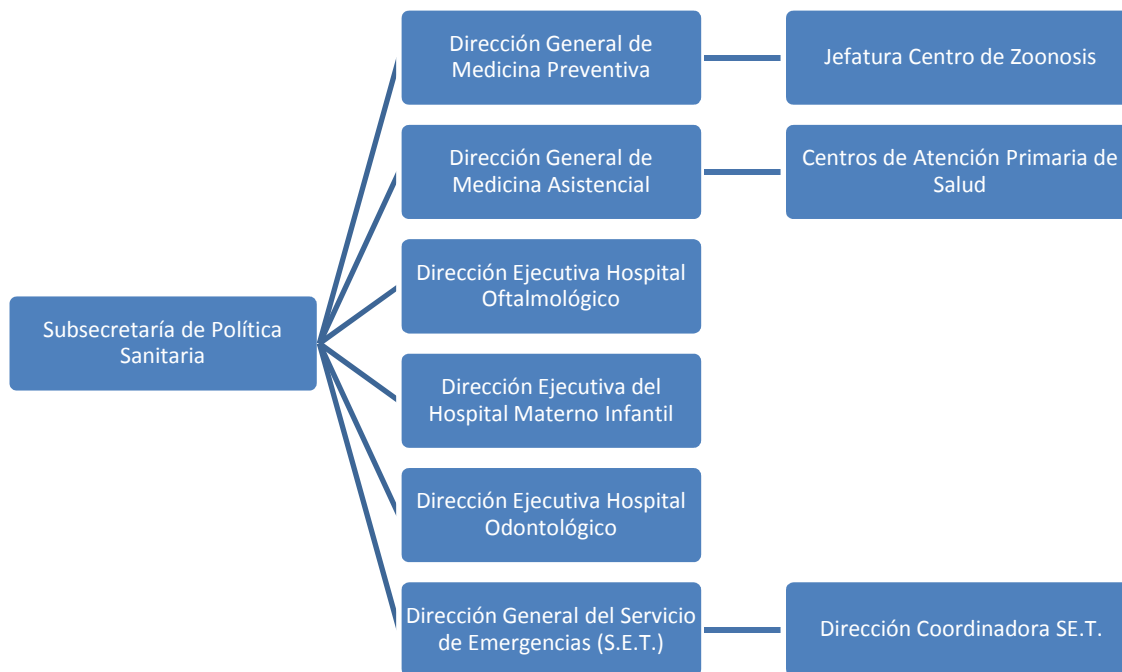 Dirección General de
Medicina Preventiva
Jefatura Centro de Zoonosis
Dirección General de
Medicina Asistencial
Centros de Atención Primaria de
Salud
Dirección Ejecutiva Hospital
Oftalmológico
Subsecretaría de Política
Sanitaria
Dirección Ejecutiva del
Hospital Materno Infantil
Dirección Ejecutiva Hospital
Odontológico
Dirección General del Servicio
de Emergencias (S.E.T.)
Dirección Coordinadora SE.T.